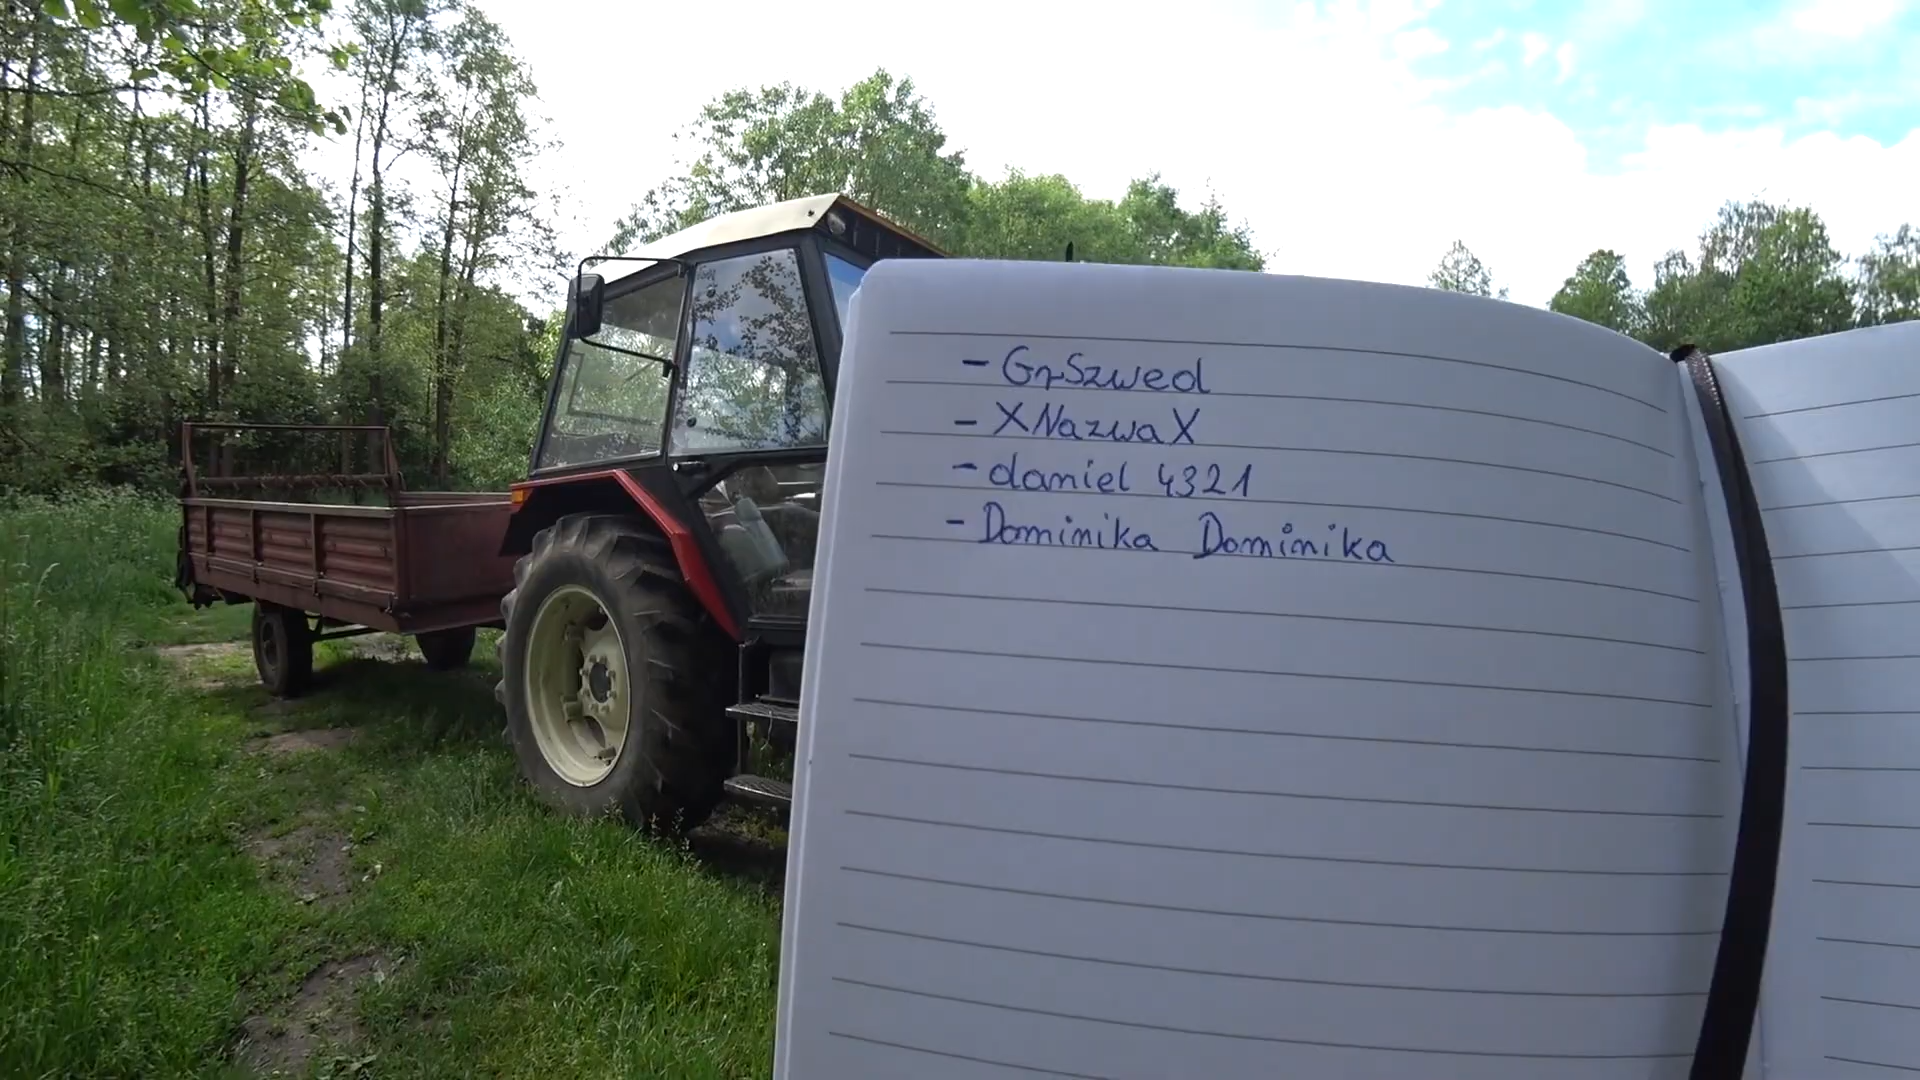 - GrSzwed
- XNazwaX
- daniel 4321
- Dominika Dominika